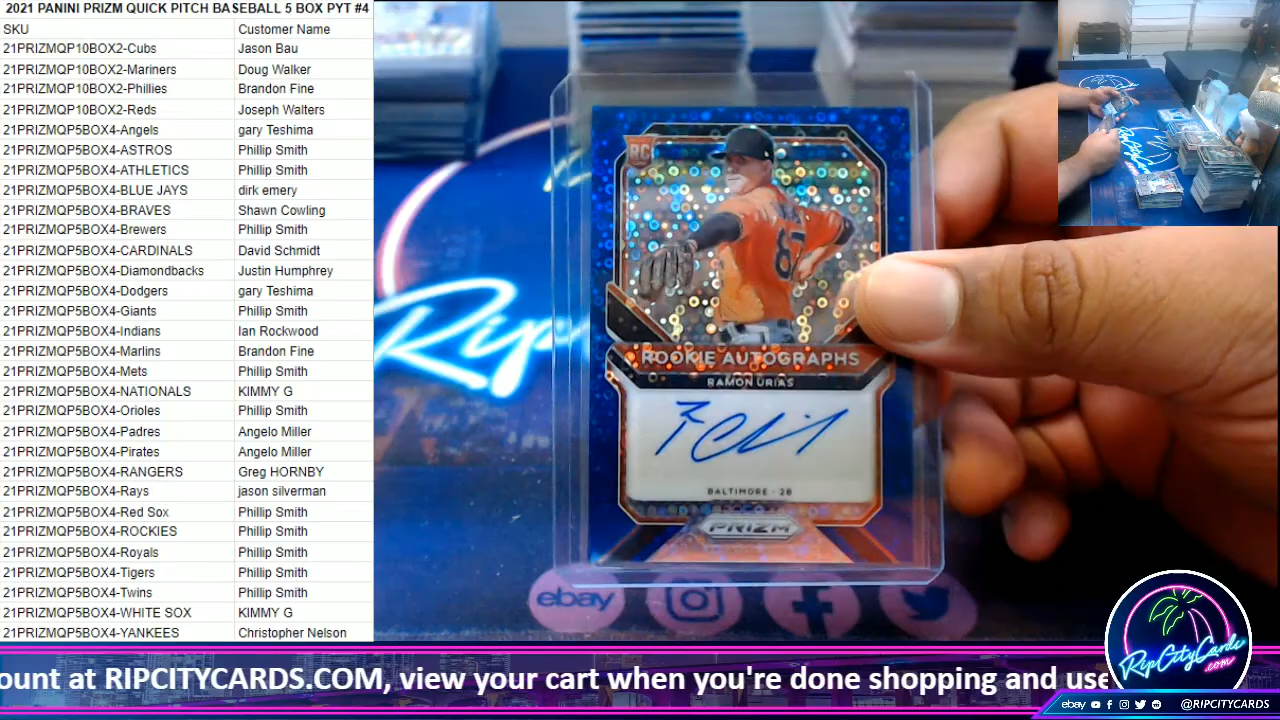 2021 PANINI PRIZM QUICK PITCH BASEBALL 5 BOX PYT #4
SKU Customer Name
21PRIZMQP10BOX2-Cubs Jason Bau
21PRIZMQP10BOX2-Mariners Doug Walker
21PRIZMQP10BOX2-Phillies Brandon Fine
21PRIZMQP10BOX2-Reds Joseph Walters
21PRIZMQP5BOX4-Angels gary Teshima
21PRIZMQP5BOX4-ASTROS Phillip Smith
21PRIZMQP5BOX4-ATHLETICS Phillip Smith
21PRIZMQP5BOX4-BLUE JAYS dirk emery
21PRIZMQP5BOX4-BRAVES Shawn Cowling
21PRIZMQP5BOX4-Brewers Phillip Smith
21PRIZMQP5BOX4-CARDINALS David Schmidt
21PRIZMQP5BOX4-Diamondbacks Justin Humphrey
21PRIZMQP5BOX4-Dodgers gary Teshima
21PRIZMQP5BOX4-Giants Phillip Smith
21PRIZMQP5BOX4-Indians Ian Rockwood
21PRIZMQP5BOX4-Marlins Brandon Fine
21PRIZMQP5BOX4-Mets Phillip Smith
21PRIZMQP5BOX4-NATIONALS KIMMY G
21PRIZMQP5BOX4-Orioles Phillip Smith
21PRIZMQP5BOX4-Padres Angelo Miller
21PRIZMQP5BOX4-Pirates Angelo Miller
21PRIZMQP5BOX4-RANGERS Greg HORNBY
21PRIZMQP5BOX4-Rays jason silverman
21PRIZMQP5BOX4-Red Sox Phillip Smith
21PRIZMQP5BOX4-ROCKIES Phillip Smith
21PRIZMQP5BOX4-Royals Phillip Smith
21PRIZMQP5BOX4-Tigers Phillip Smith
21PRIZMQP5BOX4-Twins Phillip Smith
21PRIZMQP5BOX4-WHITE SOX KIMMY G
21PRIZMQP5BOX4-YANKEES Christopher Nelson
RC
87
ROOKIE AUTOGRAPHS
RAMON URIAS
BALTIMORE - 2B
PRIZM
Rip
ebay
ount at RIPCITYCARDS.COM, view your cart when you're done shopping and use
RipCityCards
.com
ebay @RIPCITYCARDS